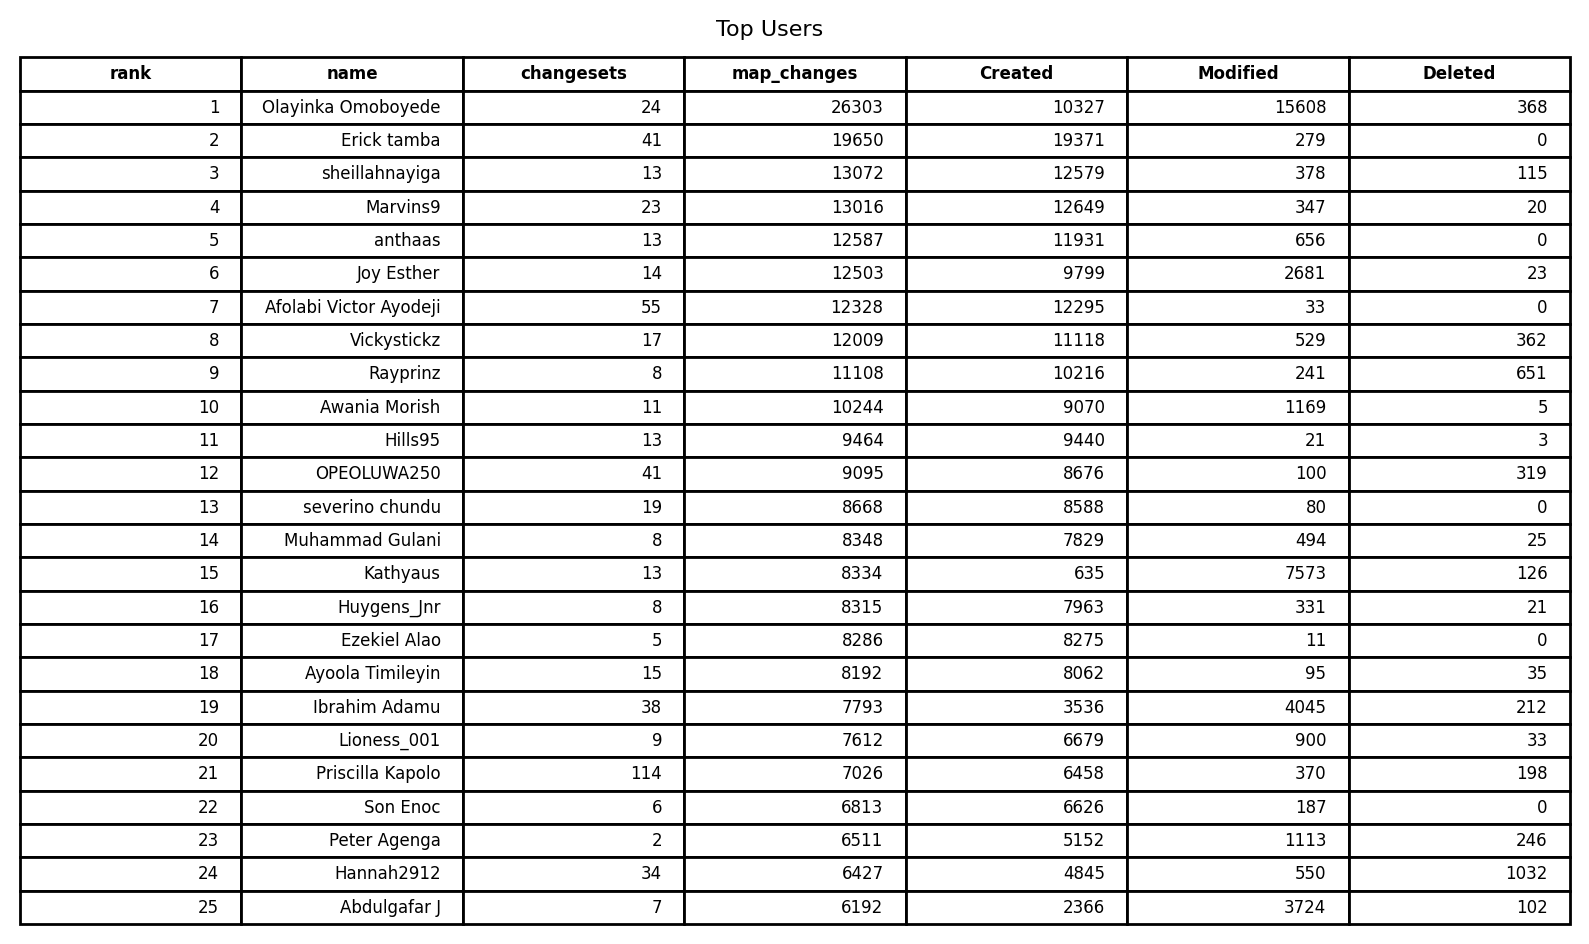 Top Users
rank name changesets map_changes Created Modified Deleted
1 Olayinka Omoboyede 24 26303 10327 15608 368
2 Erick tamba 41 19650 19371 279 0
3 sheillahnayiga 13 13072 12579 378 115
4 Marvins9 23 13016 12649 347 20
5 anthaas 13 12587 11931 656 0
6 Joy Esther 14 12503 9799 2681 23
7 Afolabi Victor Ayodeji 55 12328 12295 33 0
8 Vickystickz 17 12009 11118 529 362
9 Rayprinz 8 11108 10216 241 651
10 Awania Morish 11 10244 9070 1169 5
11 Hills95 13 9464 9440 21 3
12 OPEOLUWA250 41 9095 8676 100 319
13 severino chundu 19 8668 8588 80 0
14 Muhammad Gulani 8 8348 7829 494 25
15 Kathyaus 13 8334 635 7573 126
16 Huygens_Jnr 8 8315 7963 331 21
17 Ezekiel Alao 5 8286 8275 11 0
18 Ayoola Timileyin 15 8192 8062 95 35
19 Ibrahim Adamu 38 7793 3536 4045 212
20 Lioness_001 9 7612 6679 900 33
21 Priscilla Kapolo 114 7026 6458 370 198
22 Son Enoc 6 6813 6626 187 0
23 Peter Agenga 2 6511 5152 1113 246
24 Hannah2912 34 6427 4845 550 1032
25 Abdulgafar J 7 6192 2366 3724 102